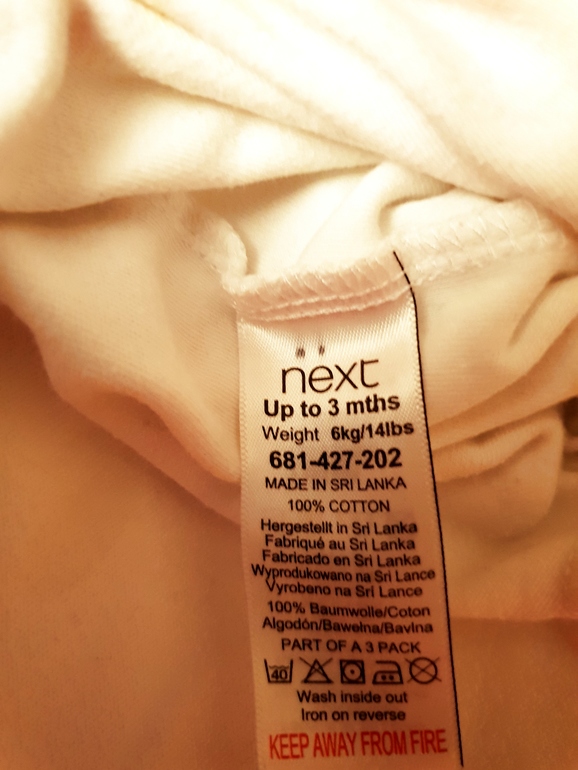 next
Up to 3 mths
Weight 6kg/14lbs
681-427-202
MADE IN SRI LANKA
100% COTTON
Hergestellt in Sri Lanka
Fabriqué au Sri Lanka
Fabricado en Sri Lanka
Wyprodukowano na Sri Lance
Vyrobeno na Sri Lance
100% Baumwolle/Coton
Algodón/Bawełna/Bavlna
PART OF A 3 PACK
40
Wash inside out
Iron on reverse
KEEP AWAY FROM FIRE